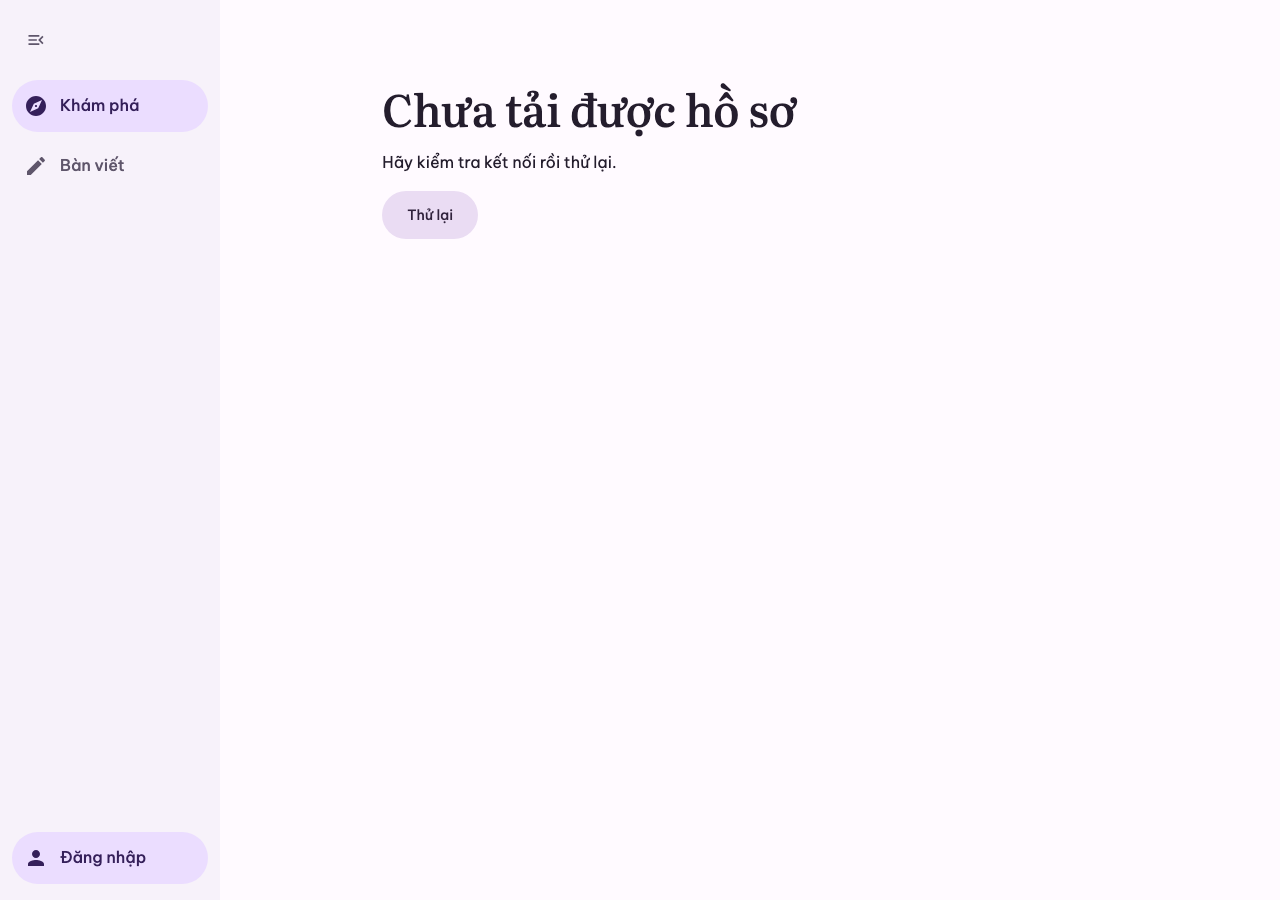 Khám phá
Bàn viết
Chưa tải được hồ sơ
Hãy kiểm tra kết nối rồi thử lại.
Thử lại
Đăng nhập